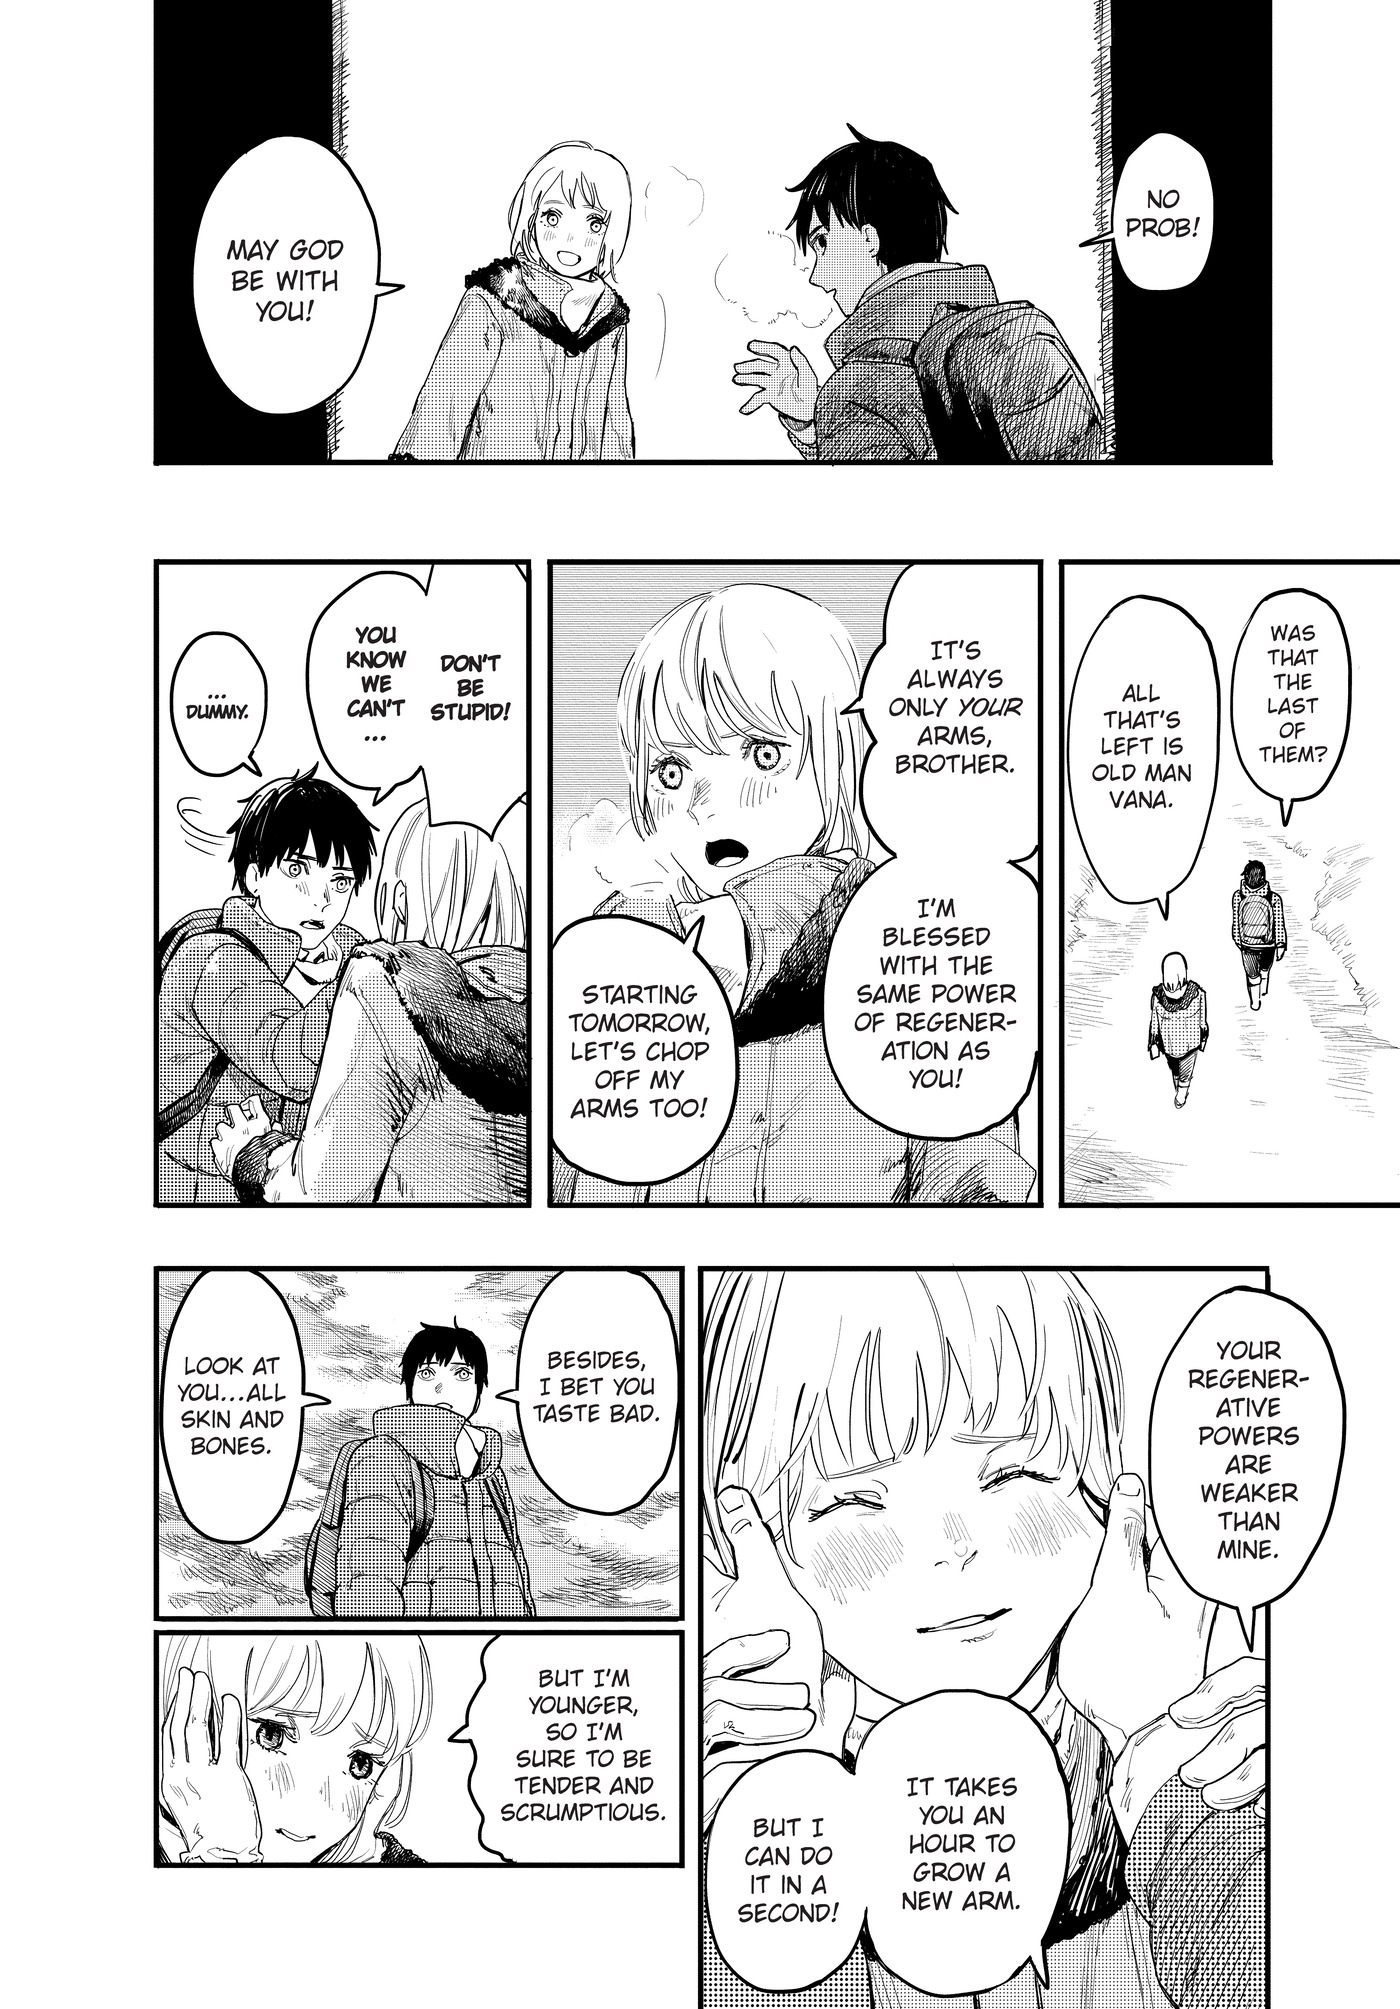 NO
PROB!
MAY GOD
BE WITH
YOU!
WAS
THAT
THE
LAST
OF
THEM?
ALL
THAT'S
LEFT IS
OLD MAN
VANA.
IT'S
ALWAYS
ONLY YOUR
ARMS,
BROTHER.
I'M
BLESSED
WITH THE
SAME POWER
OF REGENER-
ATION AS
YOU!
STARTING
TOMORROW,
LET'S CHOP
OFF MY
ARMS TOO!
DON'T
BE
STUPID!
YOU
KNOW
WE
CAN'T
...
...
DUMMY.
YOUR
REGENER-
ATIVE
POWERS
ARE
WEAKER
THAN
MINE.
IT TAKES
YOU AN
HOUR TO
GROW A
NEW ARM.
BUT I
CAN DO
IT IN A
SECOND!
BESIDES,
I BET YOU
TASTE BAD.
LOOK AT
YOU...ALL
SKIN AND
BONES.
BUT I'M
YOUNGER,
SO I'M
SURE TO BE
TENDER AND
SCRUMPTIOUS.